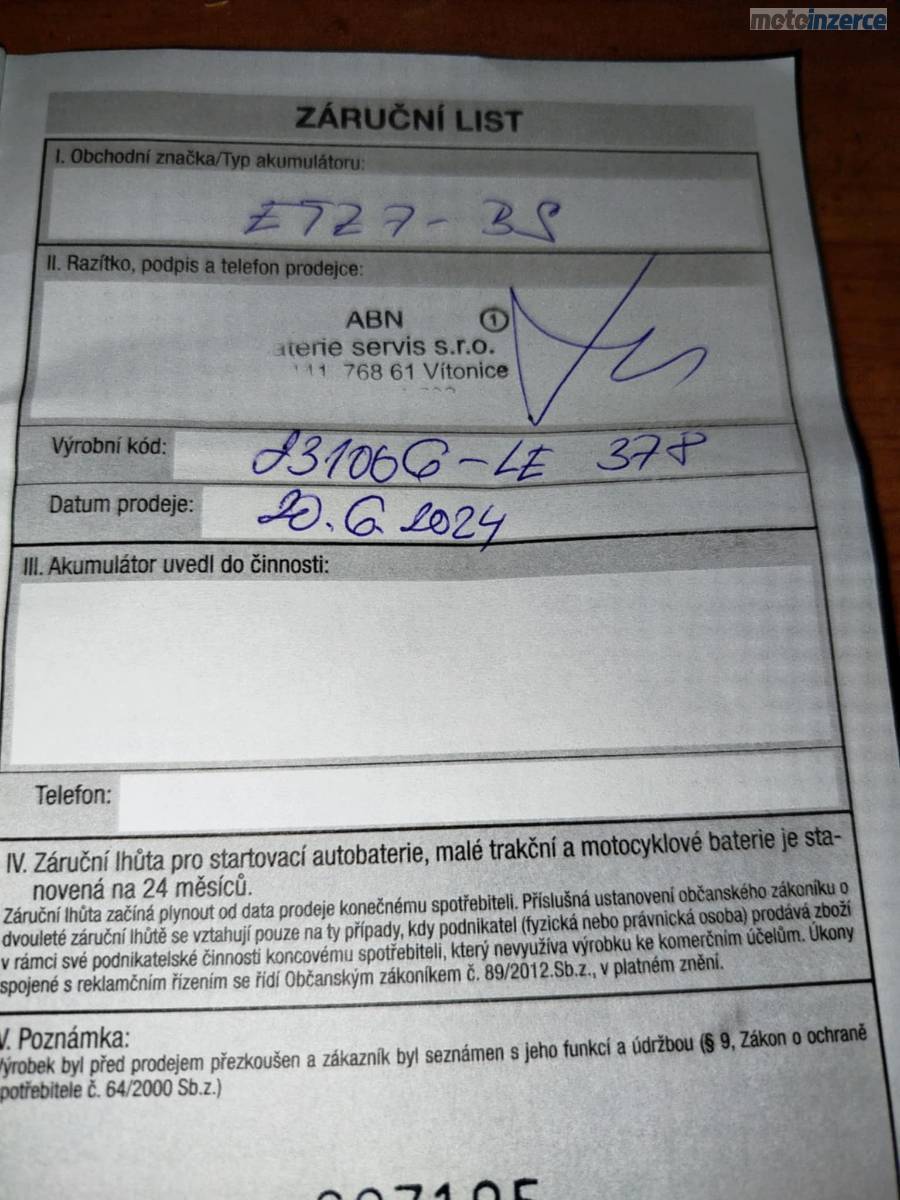 motoinzerce
ZÁRUČNÍ LIST
I. Obchodní značka/Typ akumulátoru:
ETZ7-BS
II. Razítko, podpis a telefon prodejce:
ABN 1
aterie servis s.r.o.
768 61 Vítonice
Výrobní kód: 23106G-LE 378
Datum prodeje: 20.6 2024
III. Akumulátor uvedl do činnosti:
Telefon:
IV. Záruční lhůta pro startovací autobaterie, malé trakční a motocyklové baterie je sta-
novená na 24 měsíců.
Záruční lhůta začíná plynout od data prodeje konečnému spotřebiteli. Příslušná ustanovení občanského zákoníku o
dvouleté záruční lhůtě se vztahují pouze na ty případy, kdy podnikatel (fyzická nebo právnická osoba) prodává zboží
v rámci své podnikatelské činnosti koncovému spotřebiteli, který nevyužíva výrobku ke komerčním účelům. Úkony
spojené s reklamčním řízením se řídí Občanským zákoníkem č. 89/2012.Sb.z., v platném znění.
V. Poznámka:
Výrobek byl před prodejem přezkoušen a zákazník byl seznámen s jeho funkcí a údržbou (§ 9, Zákon o ochraně
potřebitele č. 64/2000 Sb.z.)